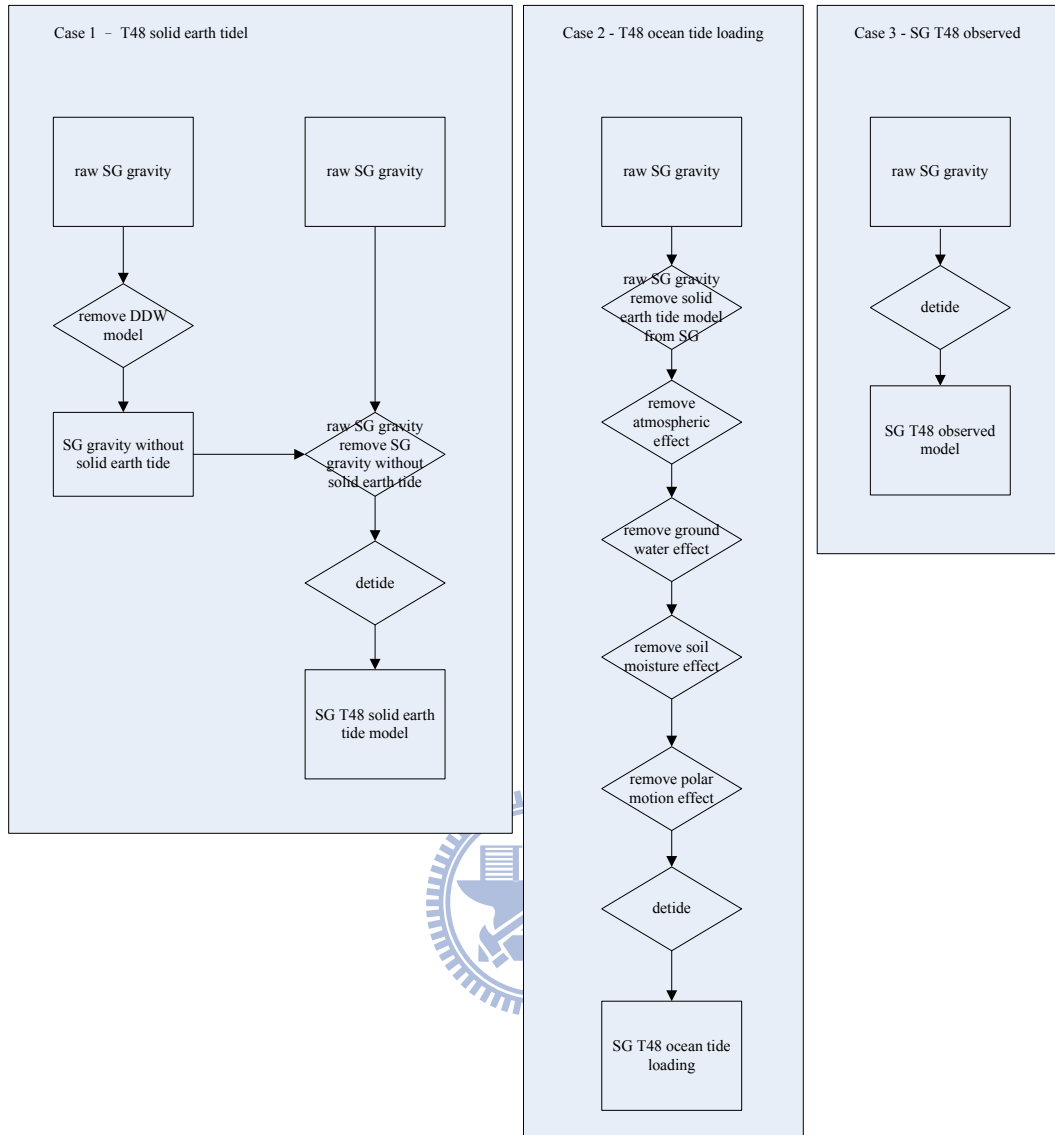 Case 1 – T48 solid earth tidel
raw SG gravity
raw SG gravity
remove DDW
model
SG gravity without
solid earth tide
raw SG gravity
remove SG
gravity without
solid earth tide
detide
SG T48 solid earth
tide model
Case 2 - T48 ocean tide loading
raw SG gravity
raw SG gravity
remove solid
earth tide model
from SG
remove
atmospheric
effect
remove ground
water effect
remove soil
moisture effect
remove polar
motion effect
detide
SG T48 ocean tide
loading
Case 3 - SG T48 observed
raw SG gravity
detide
SG T48 observed
model